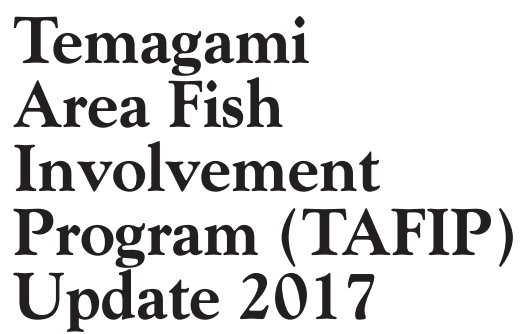 Temagami
Area Fish
Involvement
Program (TAFIP)
Update 2017